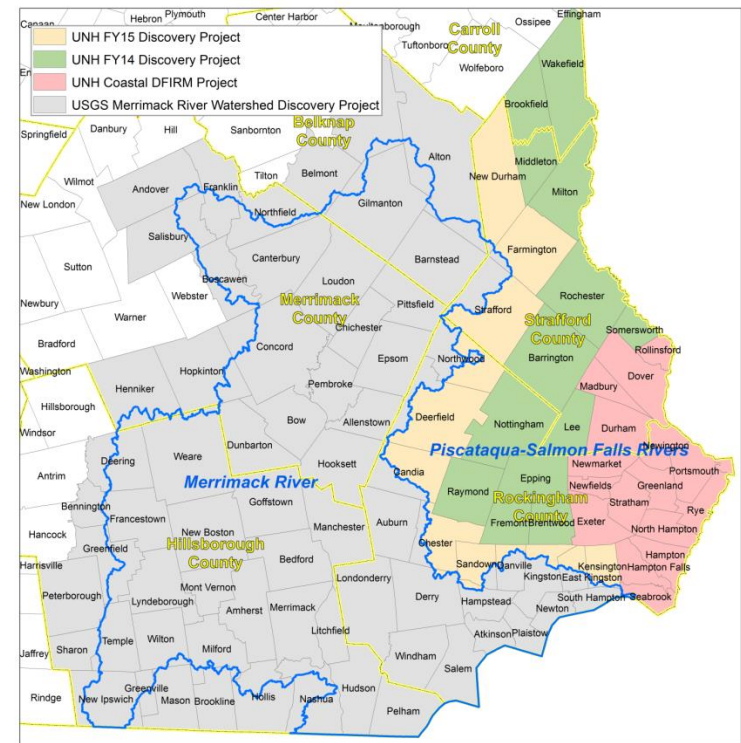 Effingham
Canaan
Hebron
Plymouth
Center Harbor
Moultonborough
Ossipee
UNH FY15 Discovery Project
UNH FY14 Discovery Project
UNH Coastal DFIRM Project
USGS Merrimack River Watershed Discovery Project
Tuftonboro
Carroll
County
Wolfeboro
Wakefield
Brookfield
Springfield
Danbury
Hill
Sanbornton
Belknap
County
Alton
Middleton
New Durham
Milton
Wilmot
Andover
Franklin
Tilton
Belmont
New London
Northfield
Gilmanton
Salisbury
Farmington
Sutton
Canterbury
Barnstead
Boscawen
Loudon
Rochester
Newbury
Webster
Merrimack
County
Pittsfield
Strafford
Strafford
County
Somersworth
Warner
Chichester
Rollinsford
Bradford
Concord
Epsom
Northwood
Barrington
Dover
Washington
Hopkinton
Madbury
Henniker
Pembroke
Hillsborough
Bow
Allenstown
Deerfield
Nottingham
Lee
Durham
Windsor
Dunbarton
Newington
Deering
Weare
Hooksett
Piscataqua-Salmon Falls Rivers
Newmarket
Portsmouth
Antrim
Merrimack River
Candia
Raymond
Epping
Newfields
Greenland
Bennington
Goffstown
Rockingham
County
Stratham
Rye
Francestown
Manchester
Auburn
Fremont
Brentwood
Exeter
North Hampton
Hancock
New Boston
Greenfield
Hillsborough
County
Bedford
Chester
Hampton
Harrisville
Londonderry
Sandown
Danville
Kensington
Hampton Falls
Peterborough
Mont Vernon
Derry
Kingston
East Kingston
Lyndeborough
Amherst
Merrimack
Hampstead
South Hampton
Seabrook
Newton
Litchfield
Jaffrey
Sharon
Temple
Wilton
Milford
Atkinson
Plaistow
Windham
Salem
Rindge
New Ipswich
Greenville
Mason
Brookline
Hollis
Nashua
Hudson
Pelham